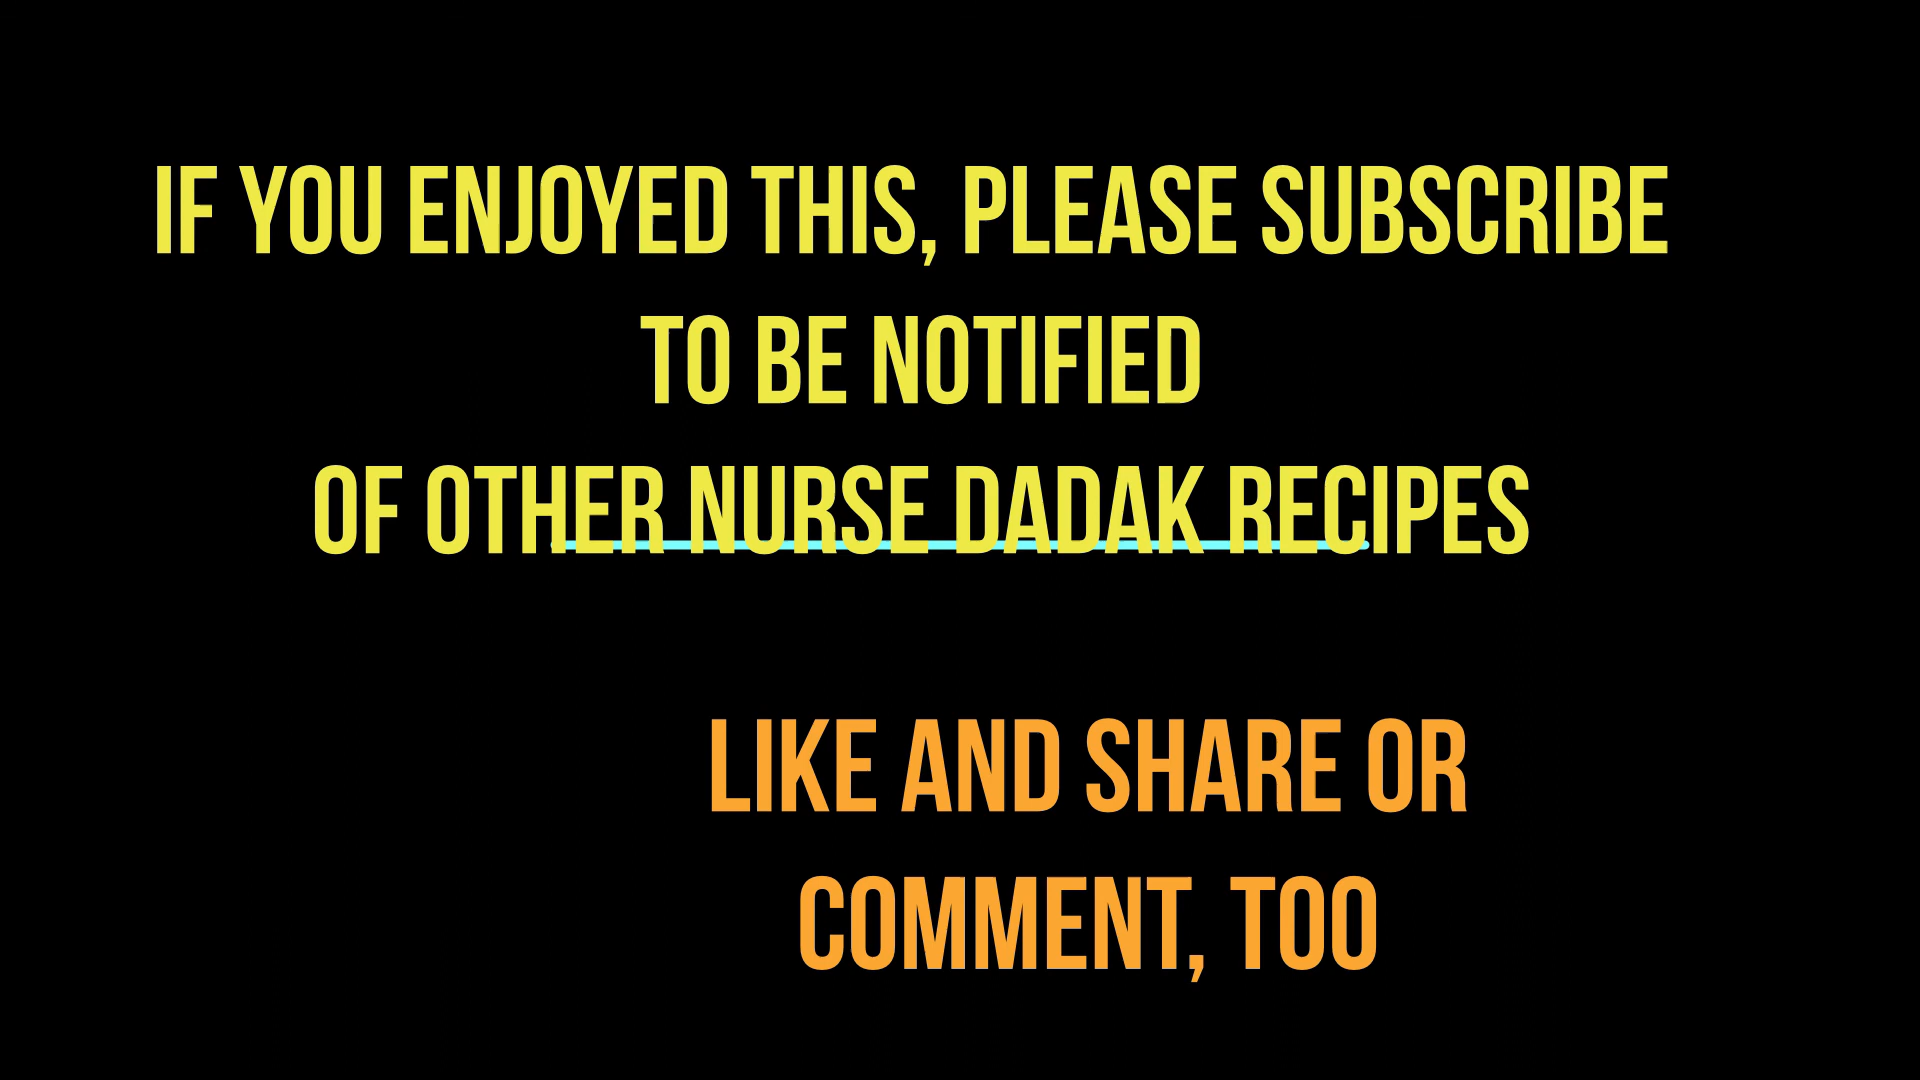 IF YOU ENJOYED THIS, PLEASE SUBSCRIBE
TO BE NOTIFIED
OF OTHER NURSE DADAK RECIPES
LIKE AND SHARE OR
COMMENT, TOO